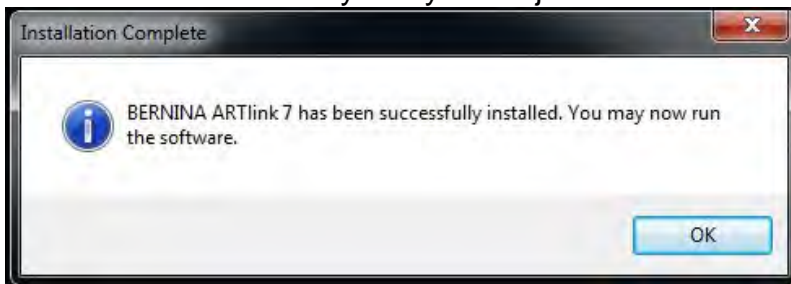 Installation Complete
BERNINA ARTlink 7 has been successfully installed. You may now run
the software.
OK